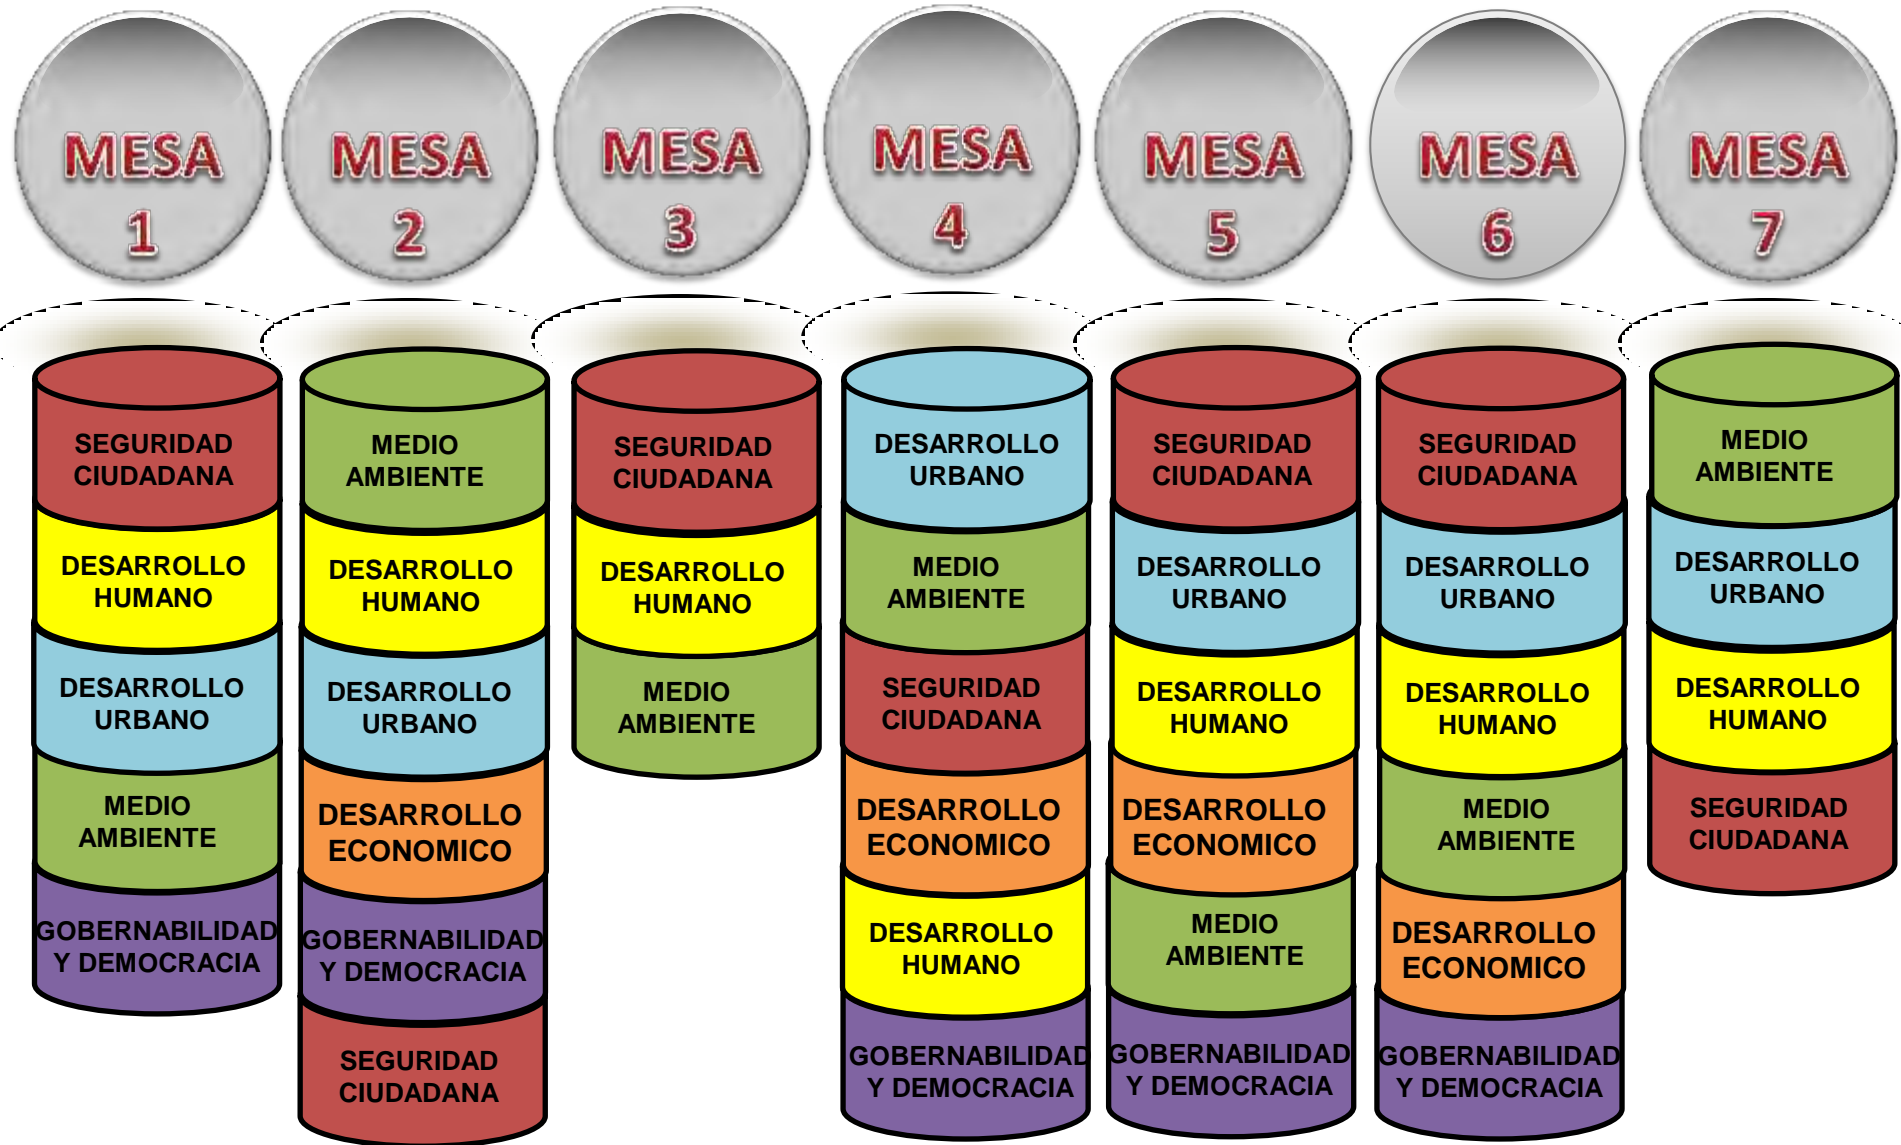 MESA
1
MESA
2
MESA
3
MESA
4
MESA
5
MESA
6
MESA
7
SEGURIDAD
CIUDADANA
DESARROLLO
HUMANO
DESARROLLO
URBANO
MEDIO
AMBIENTE
GOBERNABILIDAD
Y DEMOCRACIA
MEDIO
AMBIENTE
DESARROLLO
HUMANO
DESARROLLO
URBANO
DESARROLLO
ECONOMICO
GOBERNABILIDAD
Y DEMOCRACIA
SEGURIDAD
CIUDADANA
SEGURIDAD
CIUDADANA
DESARROLLO
HUMANO
MEDIO
AMBIENTE
DESARROLLO
URBANO
MEDIO
AMBIENTE
SEGURIDAD
CIUDADANA
DESARROLLO
ECONOMICO
DESARROLLO
HUMANO
GOBERNABILIDAD
Y DEMOCRACIA
SEGURIDAD
CIUDADANA
DESARROLLO
URBANO
DESARROLLO
HUMANO
DESARROLLO
ECONOMICO
MEDIO
AMBIENTE
GOBERNABILIDAD
Y DEMOCRACIA
SEGURIDAD
CIUDADANA
DESARROLLO
URBANO
DESARROLLO
HUMANO
MEDIO
AMBIENTE
DESARROLLO
ECONOMICO
GOBERNABILIDAD
Y DEMOCRACIA
MEDIO
AMBIENTE
DESARROLLO
URBANO
DESARROLLO
HUMANO
SEGURIDAD
CIUDADANA